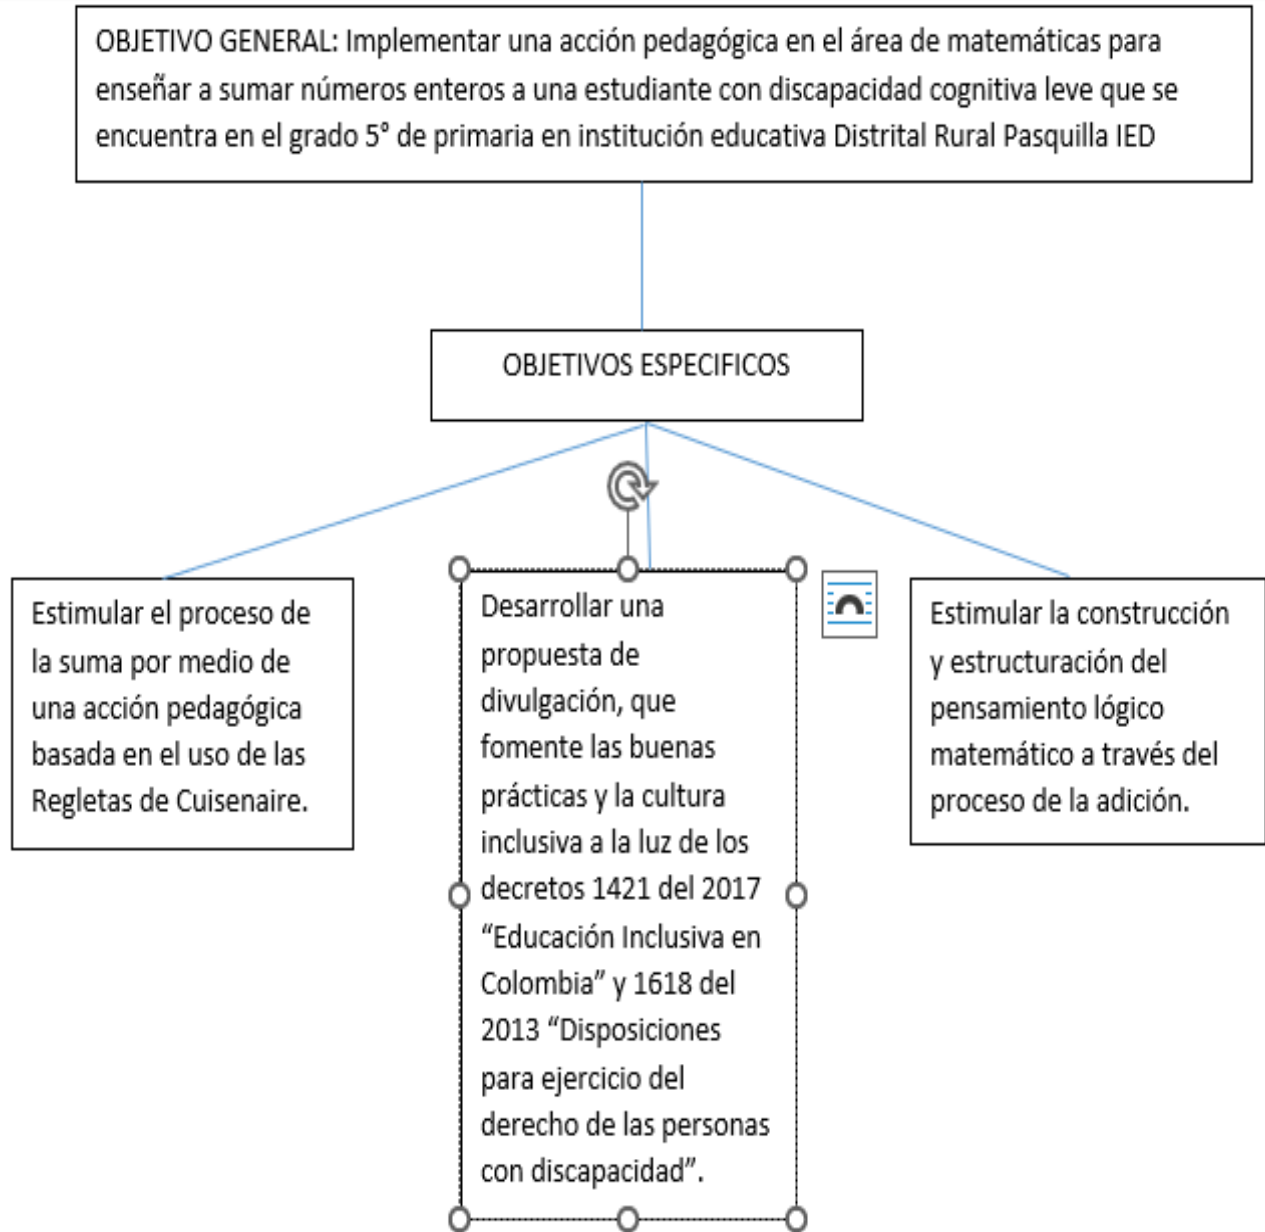 OBJETIVO GENERAL: Implementar una acción pedagógica en el área de matemáticas para
enseñar a sumar números enteros a una estudiante con discapacidad cognitiva leve que se
encuentra en el grado 5° de primaria en institución educativa Distrital Rural Pasquilla IED
OBJETIVOS ESPECIFICOS
Estimular el proceso de
la suma por medio de
una acción pedagógica
basada en el uso de las
Regletas de Cuisenaire.
Desarrollar una
propuesta de
divulgación, que
fomente las buenas
prácticas y la cultura
inclusiva a la luz de los
decretos 1421 del 2017
“Educación Inclusiva en
Colombia” y 1618 del
2013 “Disposiciones
para ejercicio del
derecho de las personas
con discapacidad”.
Estimular la construcción
y estructuración del
pensamiento lógico
matemático a través del
proceso de la adición.